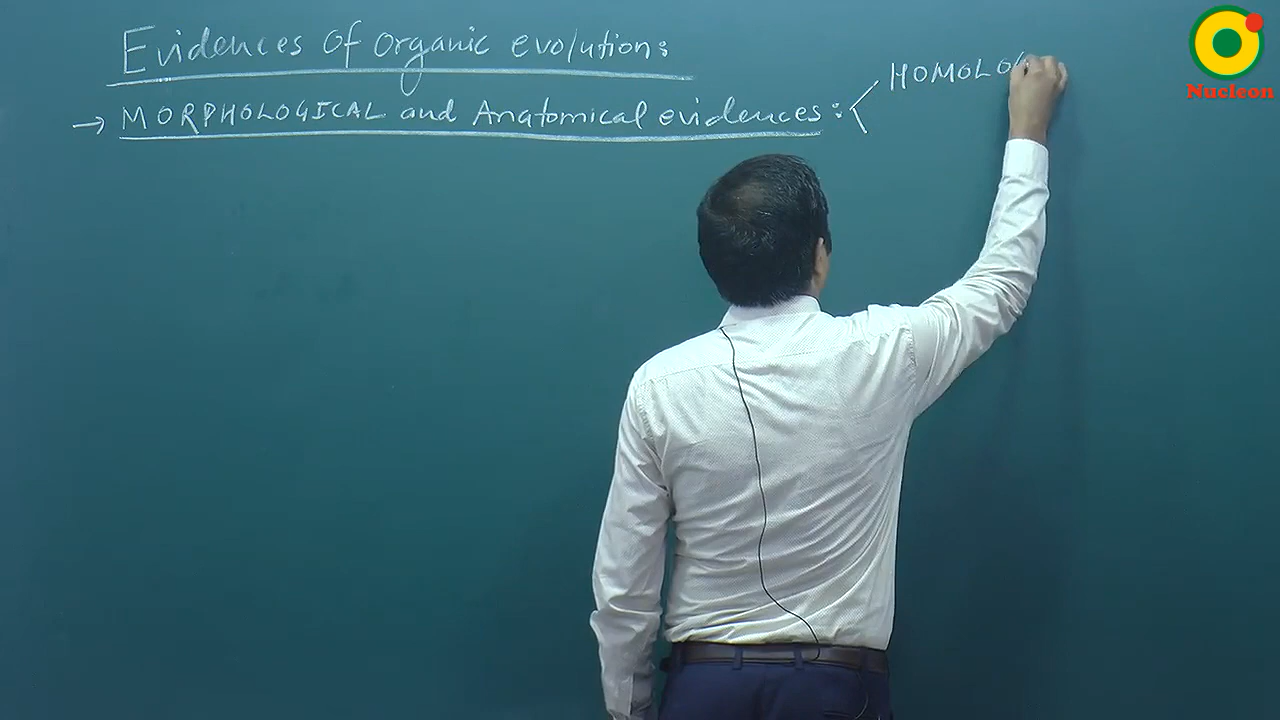 Evidences of organic evolution:
→ MORPHOLOGICAL and Anatomical evidences:
HOMOLO
Nucleon